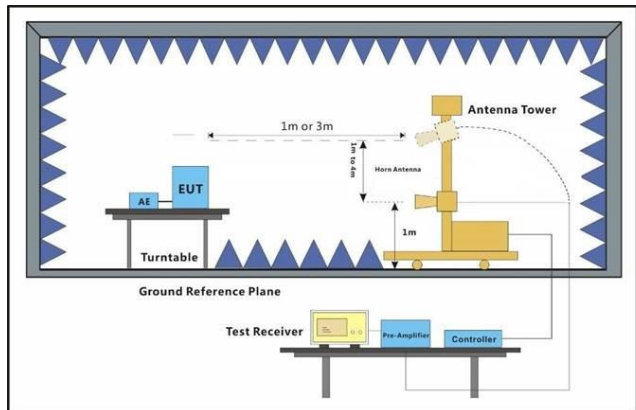 Antenna Tower
1m or 3m
1m to 4m
Horn Antenna
EUT
AE
1m
Turntable
Ground Reference Plane
Test Receiver
Pre-Amplifier
Controller